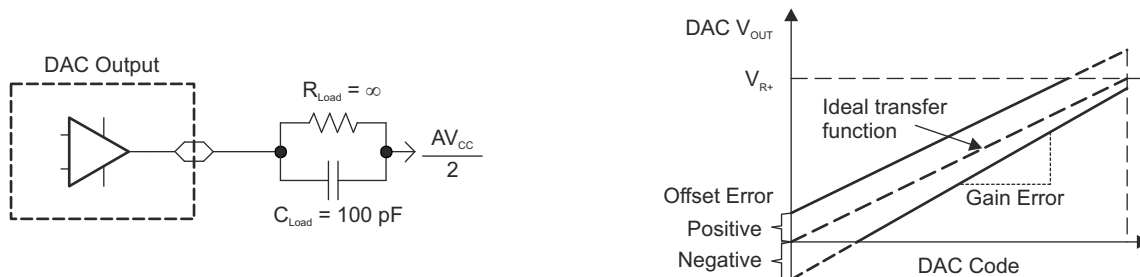 DAC Output
R_Load = ∞
AV_CC
2
C_Load = 100 pF
DAC V_OUT
V_R+
Ideal transfer
function
Offset Error
Positive
Negative
Gain Error
DAC Code